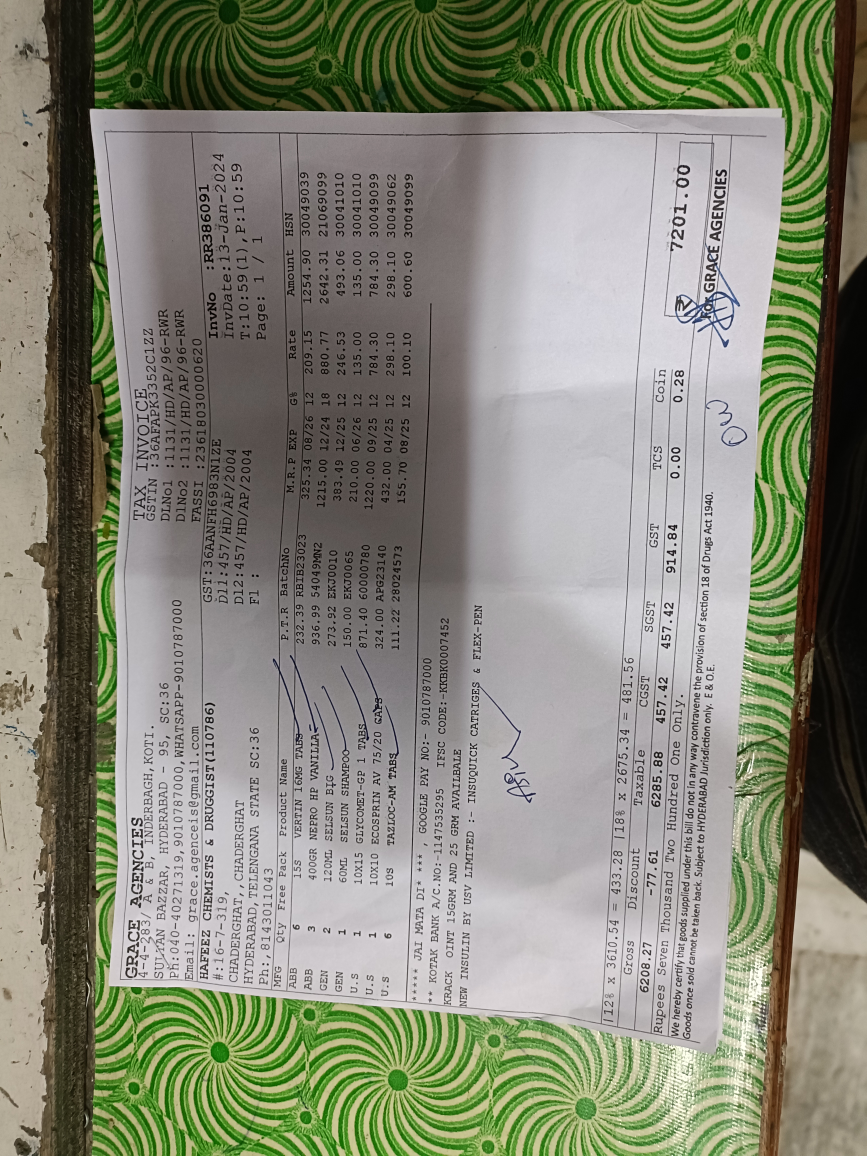 GRACE AGENCIES
4-4-283/ A & B, INDERBAGH,KOTI.
SULTAN BAZZAR, HYDERABAD - 95, SC:36
Ph:040-40271319,9010787000,WHATSAPP-9010787000
Email: grace.agenceis@gmail.com
TAX INVOICE
GSTIN :36AFAPK3352C1ZZ
DLNo1 :1131/HD/AP/96-RWR
DlNo2 :1131/HD/AP/96-RWR
FASSI :23618030000620
HAFEEZ CHEMISTS & DRUGGIST(110786)
#:16-7-319,
CHADERGHAT,,CHADERGHAT
HYDERABAD,TELENGANA STATE SC:36
Ph:,8143011043
GST:36AANFH6983N1ZE
D11:457/HD/AP/2004
D12:457/HD/AP/2004
F1 :
InvNo :RR386091
InvDate:13-Jan-2024
T:10:59(1),P:10:59
Page: 1 / 1
MFG Qty Free Pack Product Name P.T.R BatchNo M.R.P EXP G% Rate Amount HSN
ABB 6 15S VERTIN 16MG TABS 232.39 RBIB23023 325.34 08/26 12 209.15 1254.90 30049039
ABB 3 400GR NEPRO HP VANILLA 936.99 54049MN2 1215.00 12/24 18 880.77 2642.31 21069099
GEN 2 120ML SELSUN BIG 273.92 EKJ0010 383.49 12/25 12 246.53 493.06 30041010
GEN 1 60ML SELSUN SHAMPOO 150.00 EKJ0065 210.00 06/26 12 135.00 135.00 30041010
U.S 1 10X15 GLYCOMET-GP 1 TABS 871.40 60000780 1220.00 09/25 12 784.30 784.30 30049099
U.S 1 10X10 ECOSPRIN AV 75/20 CAPS 324.00 APG23140 432.00 04/25 12 298.10 298.10 30049062
U.S 6 10S TAZLOC-AM TABS 111.22 28024573 155.70 08/25 12 100.10 600.60 30049099
***** JAI MATA DI* *** , GOOGLE PAY NO:- 9010787000
** KOTAK BANK A/C.NO:-1147535295 IFSC CODE:-KKBK0007452
KRACK OINT 15GRM AND 25 GRM AVAILBALE
NEW INSULIN BY USV LIMITED :- INSUQUICK CATRIGES & FLEX-PEN
|12% x 3610.54 = 433.28 |18% x 2675.34 = 481.56
Gross Discount Taxable CGST SGST GST TCS Coin
6208.27 -77.61 6285.88 457.42 457.42 914.84 0.00 0.28
7201.00
Rupees Seven Thousand Two Hundred One Only.
We hereby certify that goods supplied under this bill do not in any way contravene the provision of section 18 of Drugs Act 1940.
Goods once sold cannot be taken back. Subject to HYDERABAD Jurisdiction only. E & O.E.
For GRACE AGENCIES